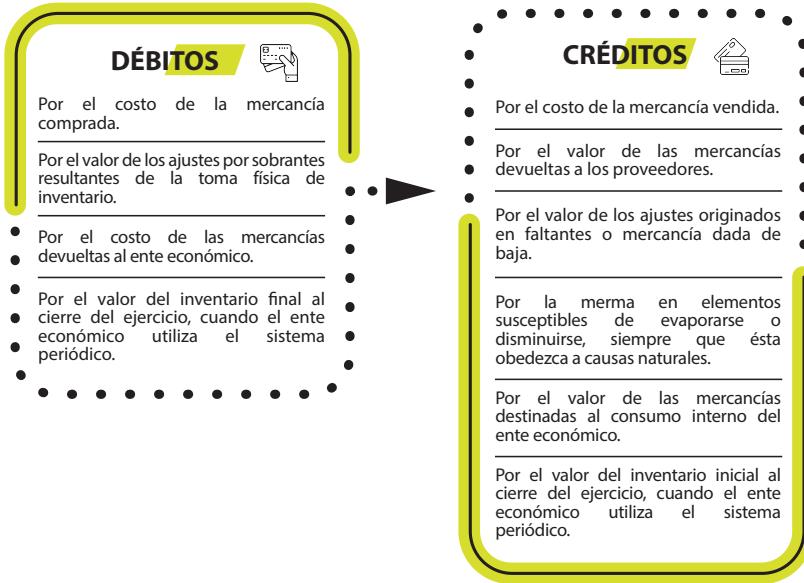 DÉBITOS
Por el costo de la mercancía
comprada.
Por el valor de los ajustes por sobrantes
resultantes de la toma física de
inventario.
Por el costo de las mercancías
devueltas al ente económico.
Por el valor del inventario final al
cierre del ejercicio, cuando el ente
económico utiliza el sistema
periódico.
CRÉDITOS
Por el costo de la mercancía vendida.
Por el valor de las mercancías
devueltas a los proveedores.
Por el valor de los ajustes originados
en faltantes o mercancía dada de
baja.
Por la merma en elementos
susceptibles de evaporarse o
disminuirse, siempre que ésta
obedezca a causas naturales.
Por el valor de las mercancías
destinadas al consumo interno del
ente económico.
Por el valor del inventario inicial al
cierre del ejercicio, cuando el ente
económico utiliza el sistema
periódico.